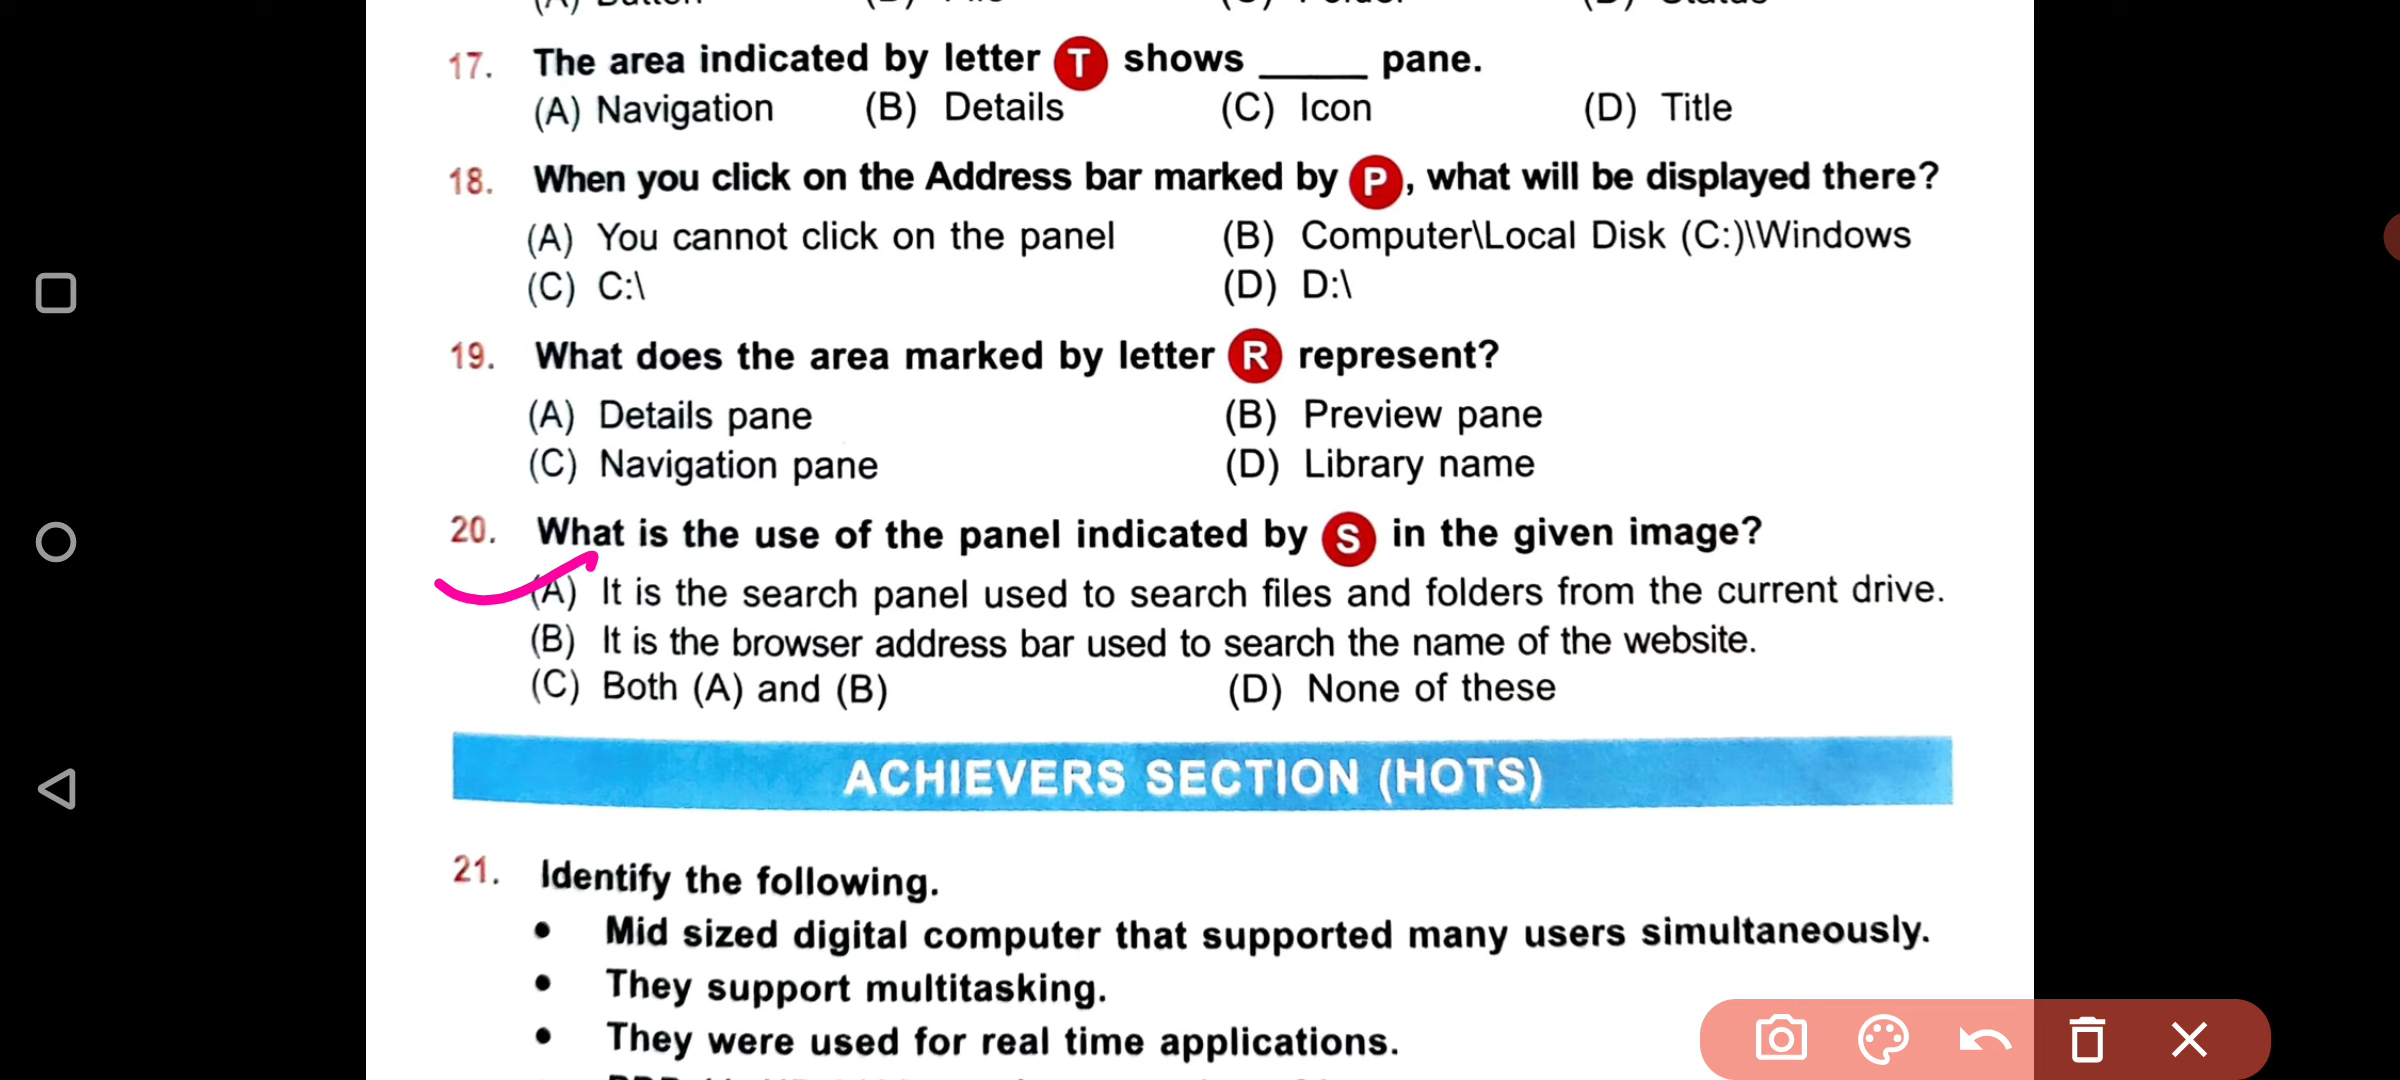 17. The area indicated by letter T shows _____ pane.
(A) Navigation (B) Details (C) Icon (D) Title
18. When you click on the Address bar marked by P, what will be displayed there?
(A) You cannot click on the panel (B) Computer\Local Disk (C:)\Windows
(C) C:\ (D) D:\
19. What does the area marked by letter R represent?
(A) Details pane (B) Preview pane
(C) Navigation pane (D) Library name
20. What is the use of the panel indicated by S in the given image?
(A) It is the search panel used to search files and folders from the current drive.
(B) It is the browser address bar used to search the name of the website.
(C) Both (A) and (B) (D) None of these
ACHIEVERS SECTION (HOTS)
21. Identify the following.
• Mid sized digital computer that supported many users simultaneously.
• They support multitasking.
• They were used for real time applications.